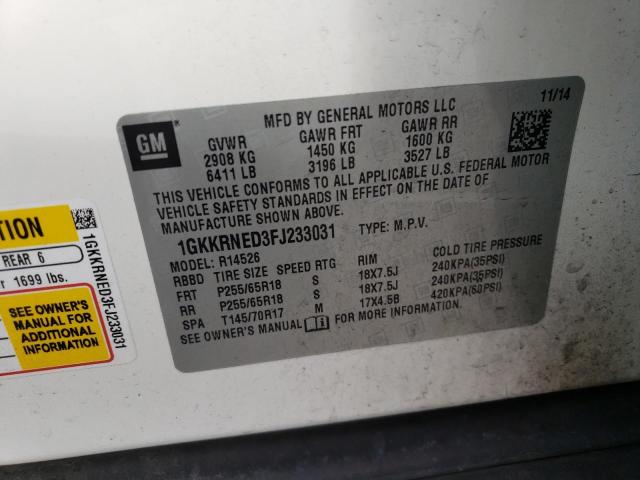 MFD BY GENERAL MOTORS LLC 11/14
GM
GVWR GAWR FRT GAWR RR
2908 KG 1450 KG 1600 KG
6411 LB 3196 LB 3527 LB
THIS VEHICLE CONFORMS TO ALL APPLICABLE U.S. FEDERAL MOTOR
VEHICLE SAFETY STANDARDS IN EFFECT ON THE DATE OF
MANUFACTURE SHOWN ABOVE.
1GKKRNED3FJ233031 TYPE: M.P.V.
MODEL: R14526
RBBD TIRE SIZE SPEED RTG RIM COLD TIRE PRESSURE
FRT P255/65R18 S 18X7.5J 240KPA(35PSI)
RR P255/65R18 S 18X7.5J 240KPA(35PSI)
SPA T145/70R17 M 17X4.5B 420KPA(60PSI)
SEE OWNER'S MANUAL FOR MORE INFORMATION.
TION
REAR 6
r 1699 lbs.
SEE OWNER'S
MANUAL FOR
ADDITIONAL
INFORMATION
1GKKRNED3FJ233031